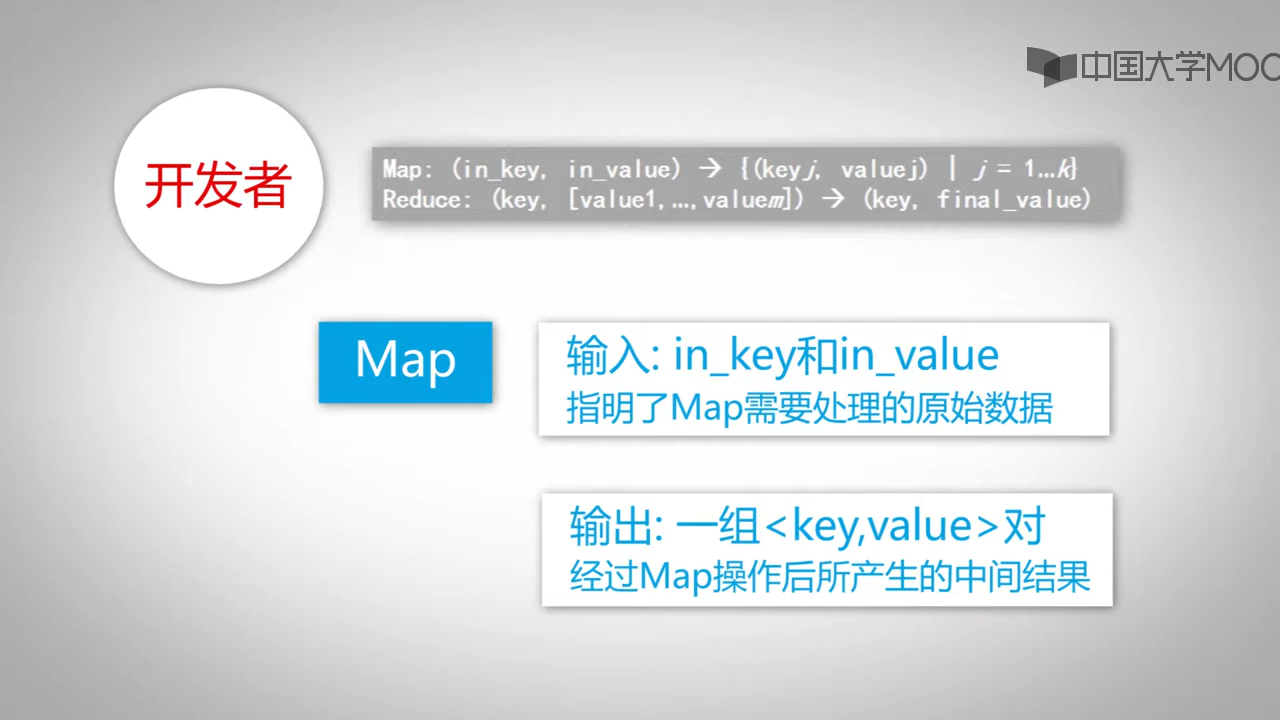 中国大学MOO
开发者
Map: (in_key, in_value) → {(keyj, valuej) | j = 1…k}
Reduce: (key, [value1,…,valuem]) → (key, final_value)
Map
输入: in_key和in_value
指明了Map需要处理的原始数据
输出: 一组<key,value>对
经过Map操作后所产生的中间结果